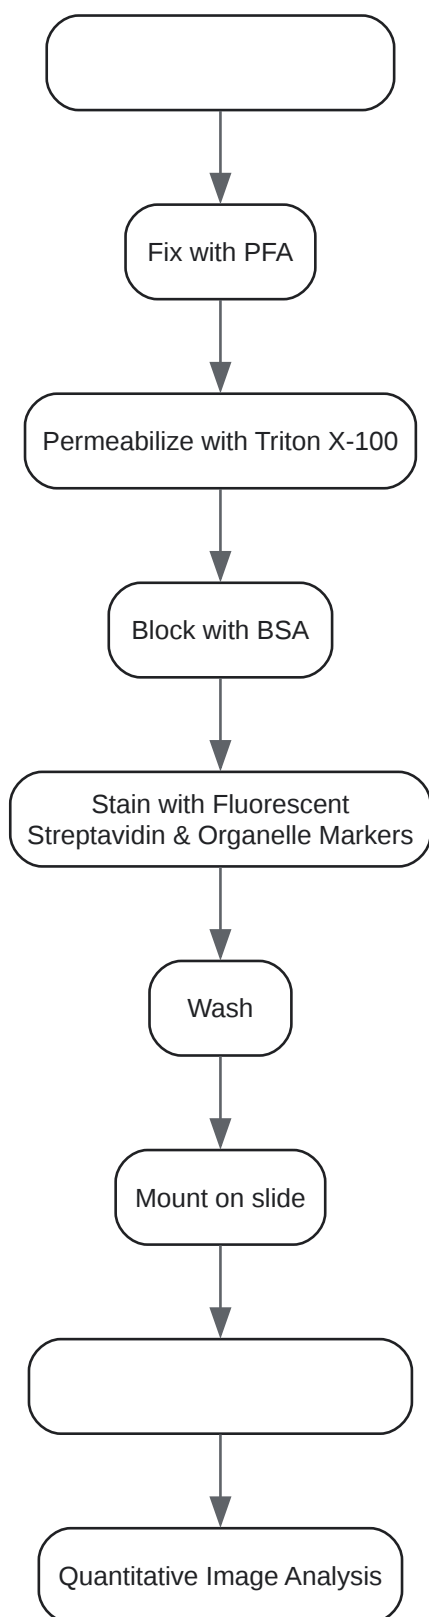 Fix with PFA
Permeabilize with Triton X-100
Block with BSA
Stain with Fluorescent
Streptavidin & Organelle Markers
Wash
Mount on slide
Quantitative Image Analysis